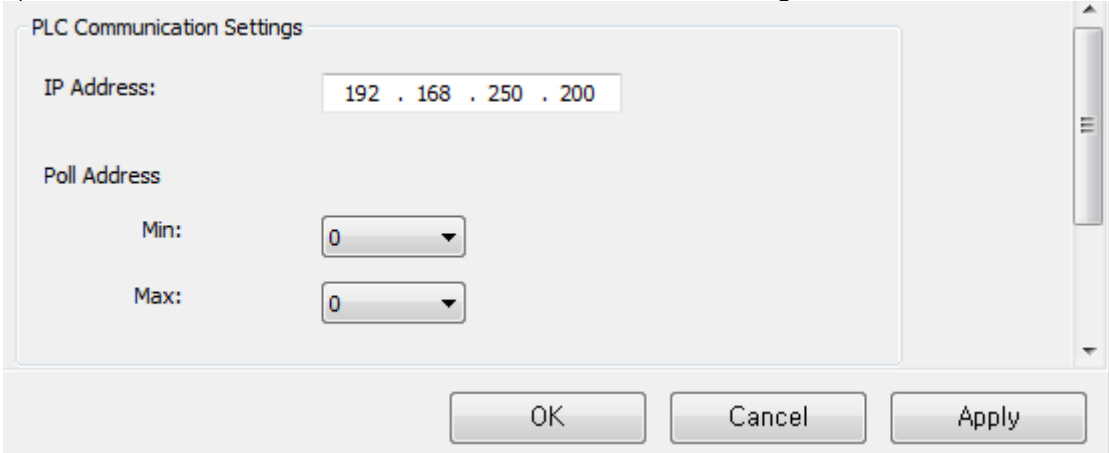 PLC Communication Settings
IP Address:
192 . 168 . 250 . 200
Poll Address
Min:
0
Max:
0
OK Cancel Apply